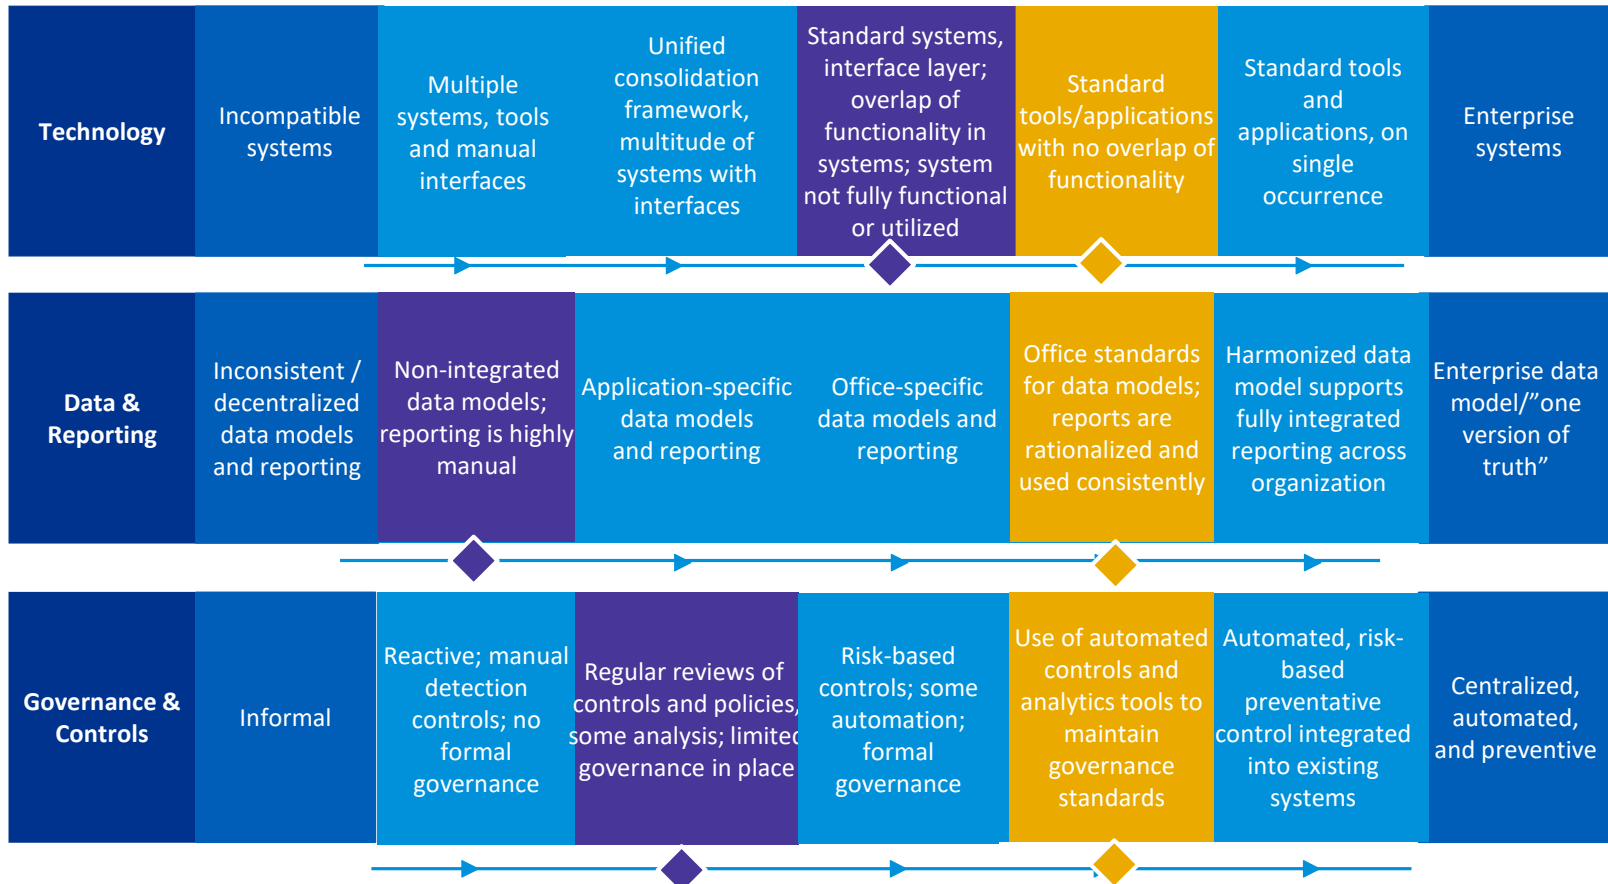 Technology
Incompatible
systems
Multiple
systems, tools
and manual
interfaces
Unified
consolidation
framework,
multitude of
systems with
interfaces
Standard systems,
interface layer;
overlap of
functionality in
systems; system
not fully functional
or utilized
Standard
tools/applications
with no overlap of
functionality
Standard tools
and
applications, on
single
occurrence
Enterprise
systems
Data &
Reporting
Inconsistent /
decentralized
data models
and reporting
Non-integrated
data models;
reporting is highly
manual
Application-specific
data models
and reporting
Office-specific
data models and
reporting
Office standards
for data models;
reports are
rationalized and
used consistently
Harmonized data
model supports
fully integrated
reporting across
organization
Enterprise data
model/”one
version of
truth”
Governance &
Controls
Informal
Reactive; manual
detection
controls; no
formal
governance
Regular reviews of
controls and policies,
some analysis; limited
governance in place
Risk-based
controls; some
automation;
formal
governance
Use of automated
controls and
analytics tools to
maintain
governance
standards
Automated, risk-
based
preventative
control integrated
into existing
systems
Centralized,
automated,
and preventive